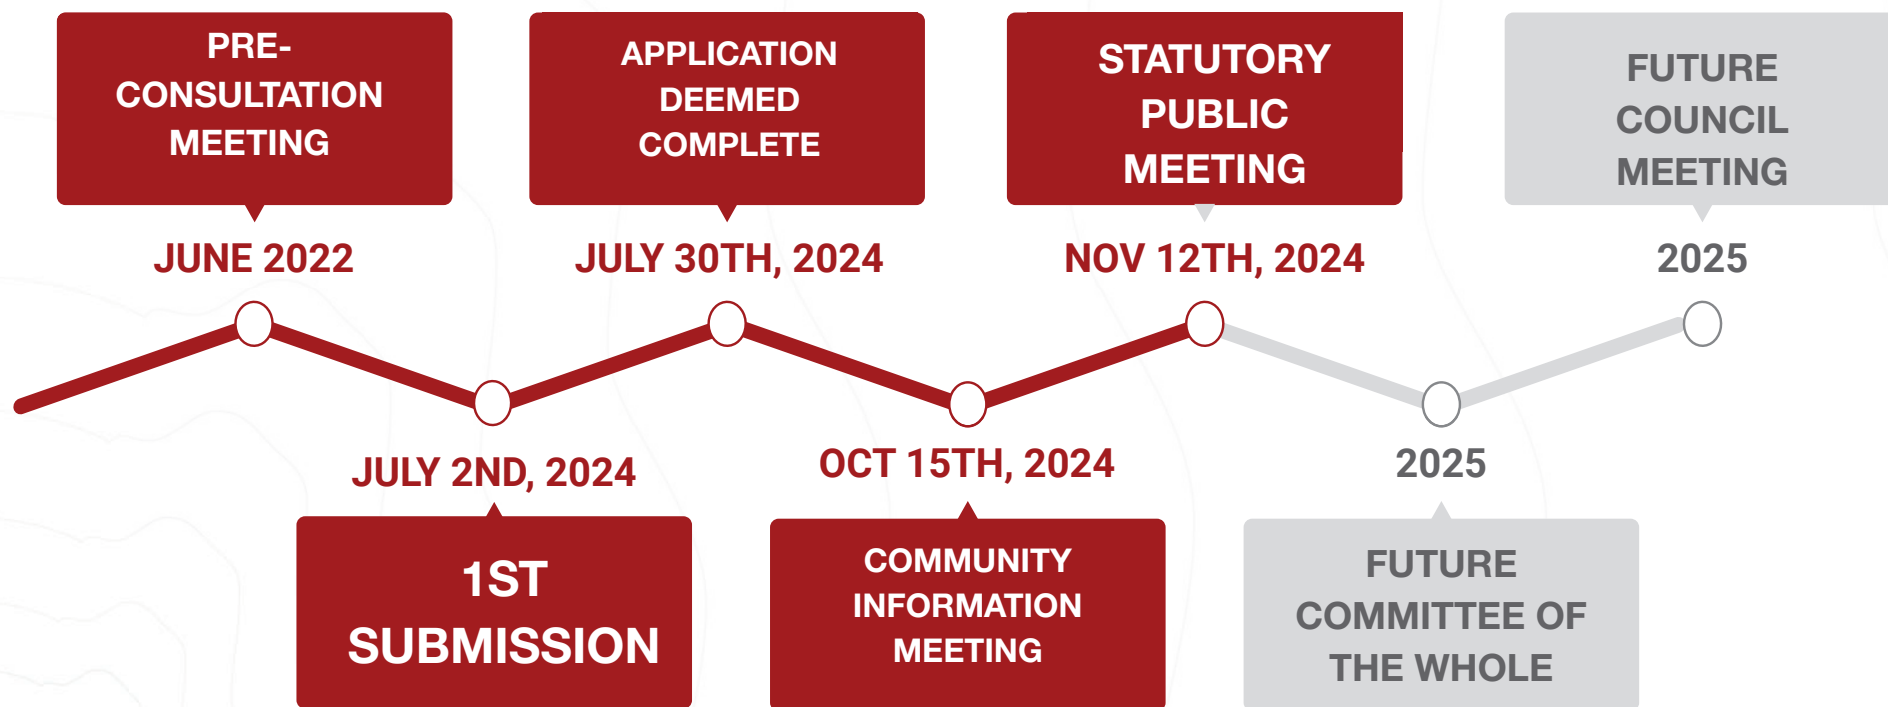 PRE-
CONSULTATION
MEETING
JUNE 2022
JULY 2ND, 2024
1ST
SUBMISSION
APPLICATION
DEEMED
COMPLETE
JULY 30TH, 2024
OCT 15TH, 2024
COMMUNITY
INFORMATION
MEETING
STATUTORY
PUBLIC
MEETING
NOV 12TH, 2024
2025
FUTURE
COMMITTEE OF
THE WHOLE
FUTURE
COUNCIL
MEETING
2025